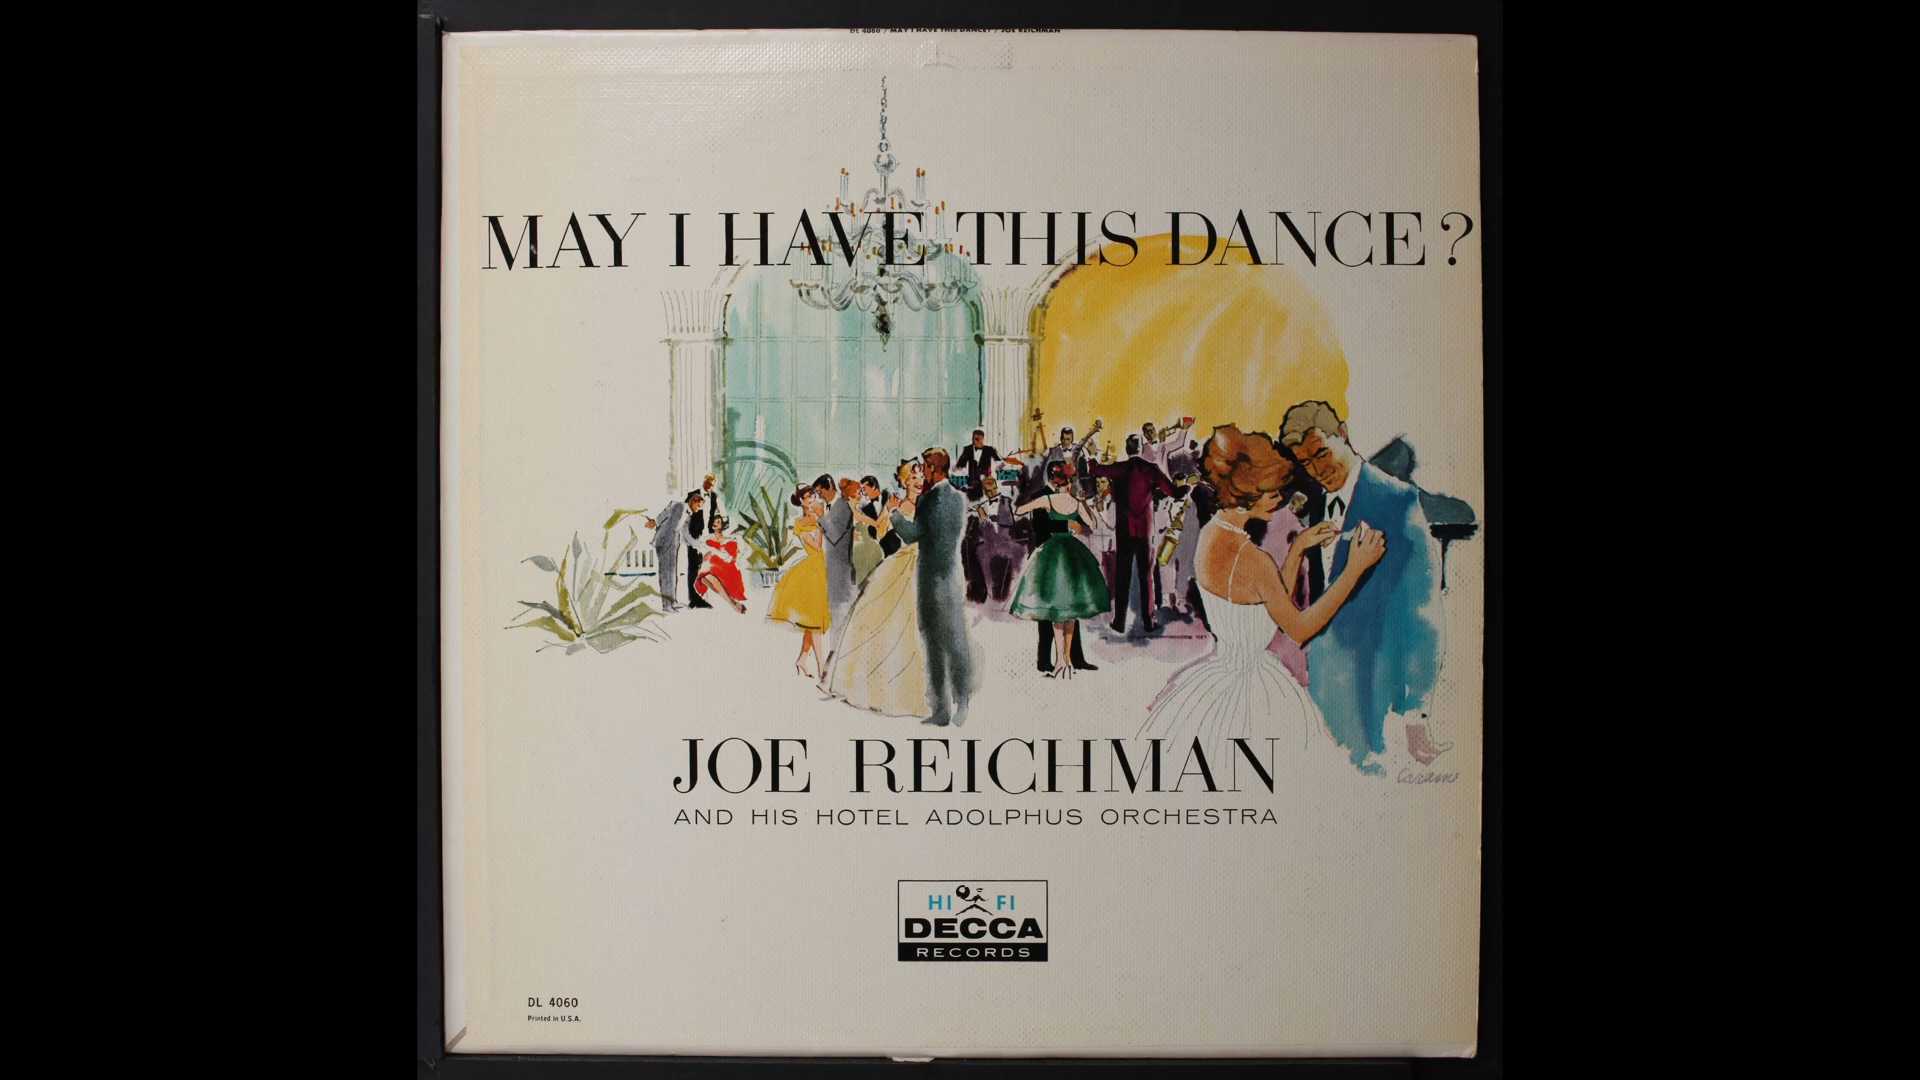 DL 4060 / MAY I HAVE THIS DANCE? / JOE REICHMAN
MAY I HAVE THIS DANCE?
JOE REICHMAN
AND HIS HOTEL ADOLPHUS ORCHESTRA
HI FI
DECCA
RECORDS
DL 4060
Printed in U.S.A.